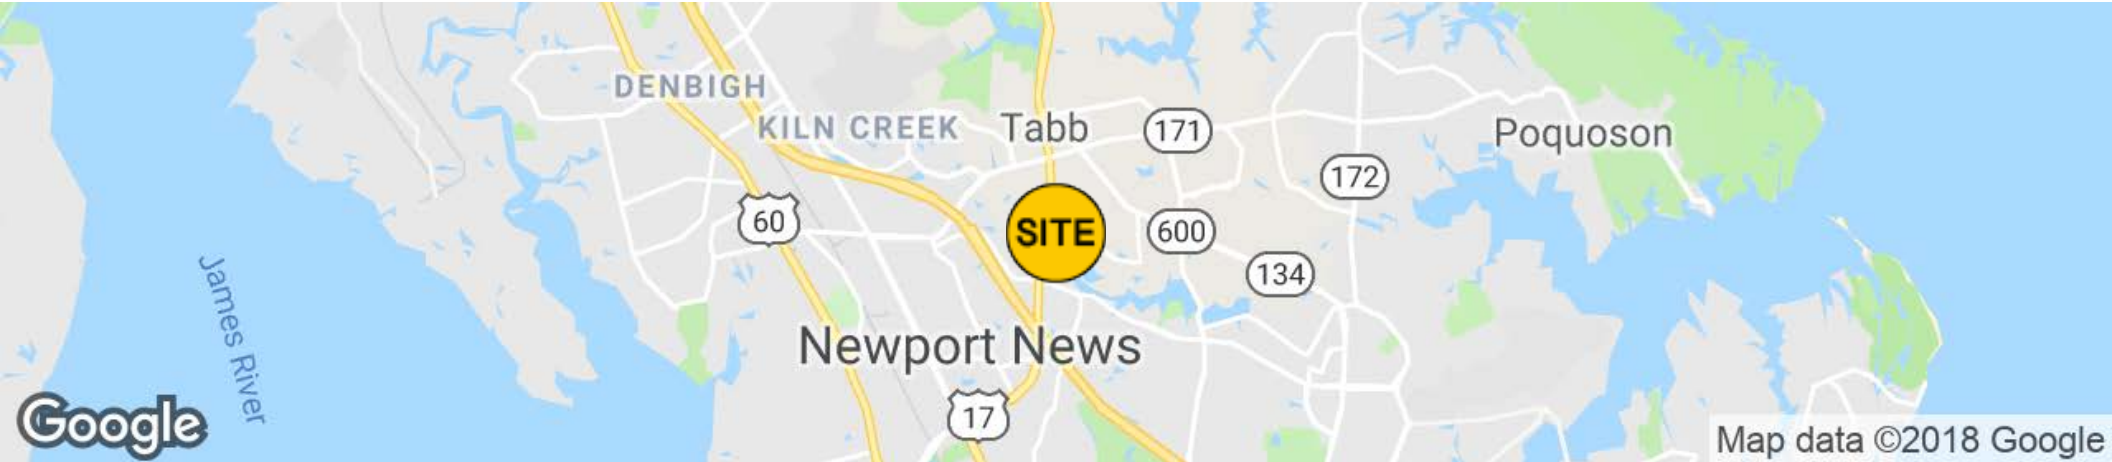 DENBIGH
KILN CREEK
Tabb
171
Poquoson
172
60
SITE
600
134
James River
Newport News
17
Google
Map data ©2018 Google